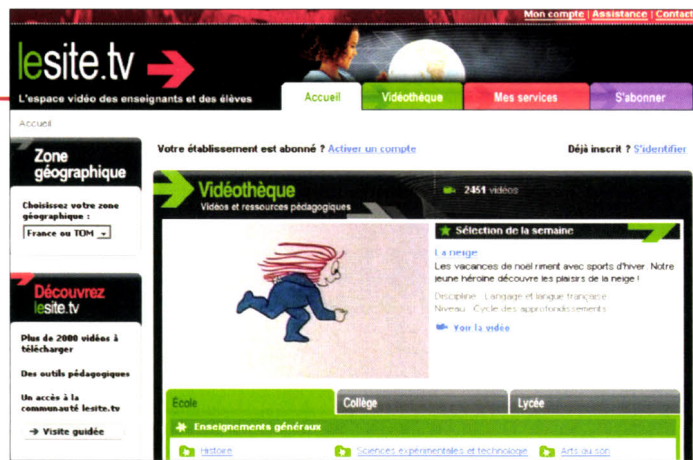 Mon compte | Assistance | Contact
lesite.tv
L'espace vidéo des enseignants et des élèves
Accueil
Vidéothèque
Mes services
S'abonner
Accueil
Zone
géographique
Choisissez votre zone
géographique :
France ou TOM
Découvrez
lesite.tv
Plus de 2000 vidéos à
télécharger
Des outils pédagogiques
Un accès à la
communauté lesite.tv
→ Visite guidée
Votre établissement est abonné ? Activer un compte
Déjà inscrit ? S'identifier
Vidéothèque
Vidéos et ressources pédagogiques
2451 vidéos
Sélection de la semaine
La neige
Les vacances de noël riment avec sports d'hiver. Notre
jeune héroïne découvre les plaisirs de la neige !
Discipline : Langage et langue française
Niveau : Cycle des approfondissements
Voir la vidéo
Ecole
Collège
Lycée
Enseignements généraux
Histoire
Sciences expérimentales et technologie
Arts du son